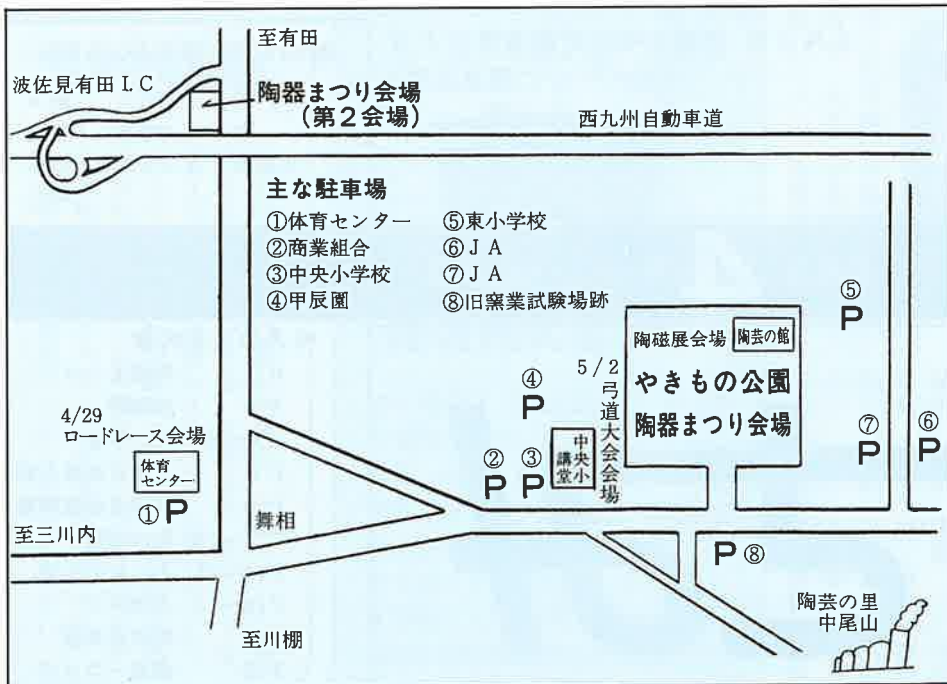 至有田
波佐見有田 I.C
陶器まつり会場
(第2会場)
西九州自動車道
主な駐車場
①体育センター ⑤東小学校
②商業組合 ⑥J A
③中央小学校 ⑦J A
④甲辰園 ⑧旧窯業試験場跡
⑤
P
陶磁展会場 陶芸の館
やきもの公園
陶器まつり会場
5/2
弓道大会会場
④
P
中央小
講堂
② ③
P P
⑦ ⑥
P P
4/29
ロードレース会場
体育
センター
① P
舞相
至三川内
P ⑧
至川棚
陶芸の里
中尾山